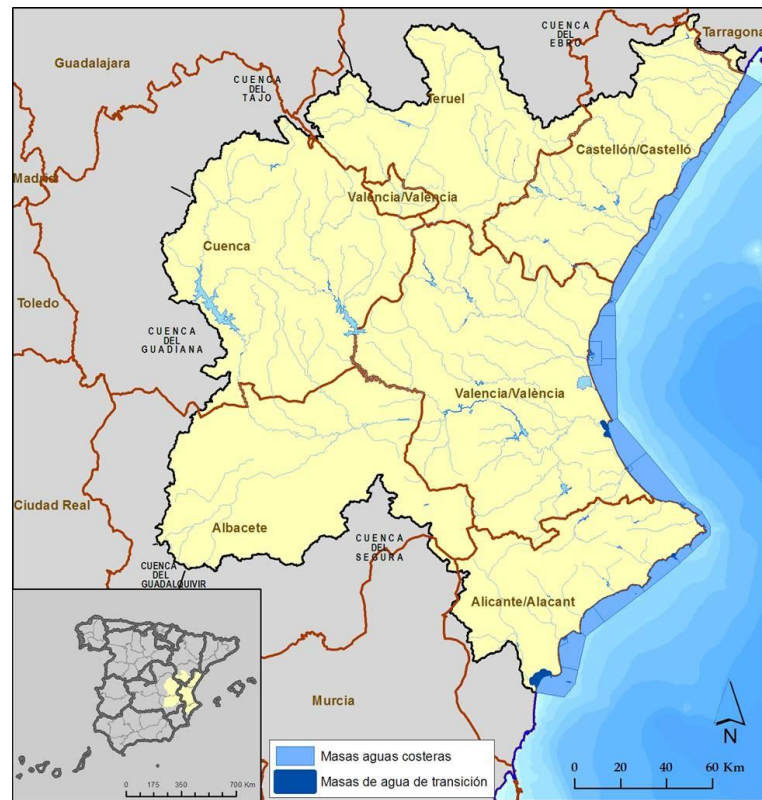 Tarragona
CUENCA
DEL
EBRO
Guadalajara
CUENCA
DEL
TAJO
Teruel
Castellón/Castelló
Madrid
Valencia/València
Cuenca
Toledo
CUENCA
DEL
GUADIANA
Valencia/València
Ciudad Real
Albacete
CUENCA
DEL
SEGURA
CUENCA
DEL
GUADALQUIVIR
Alicante/Alacant
Murcia
N
Masas aguas costeras
Masas de agua de transición
0 175 350 700 Km
0 20 40 60 Km